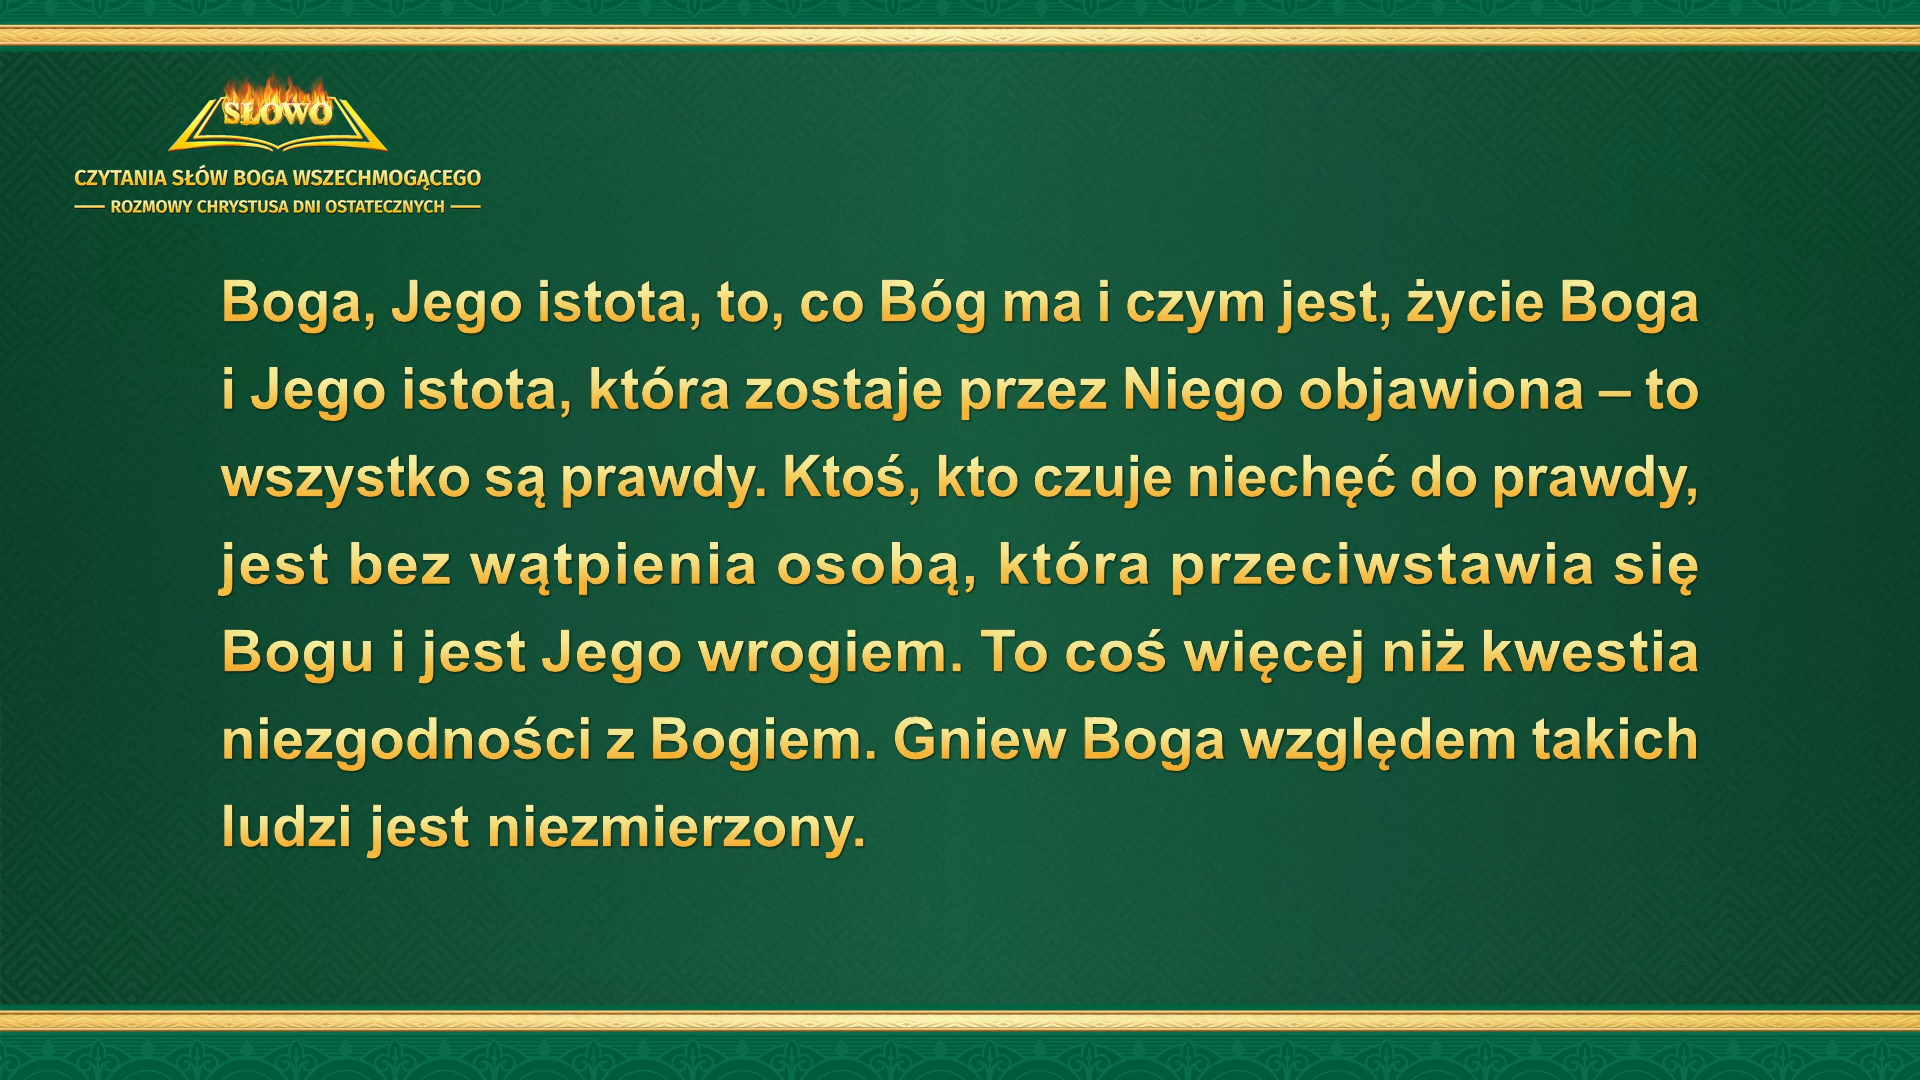 SŁOWO
CZYTANIA SŁÓW BOGA WSZECHMOGĄCEGO
ROZMOWY CHRYSTUSA DNI OSTATECZNYCH
Boga, Jego istota, to, co Bóg ma i czym jest, życie Boga
i Jego istota, która zostaje przez Niego objawiona – to
wszystko są prawdy. Ktoś, kto czuje niechęć do prawdy,
jest bez wątpienia osobą, która przeciwstawia się
Bogu i jest Jego wrogiem. To coś więcej niż kwestia
niezgodności z Bogiem. Gniew Boga względem takich
ludzi jest niezmierzony.